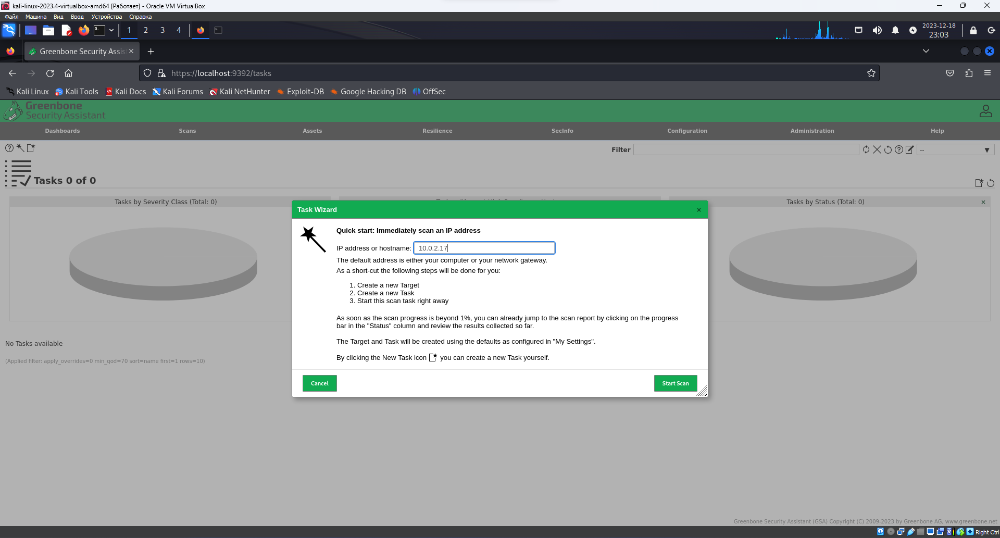 kali-linux-2023.4-virtualbox-amd64 [Работает] - Oracle VM VirtualBox
Файл Машина Вид Ввод Устройства Справка
1 2 3 4
2023-12-18
23:03
Greenbone Security Assis
https://localhost:9392/tasks
Kali Linux Kali Tools Kali Docs Kali Forums Kali NetHunter Exploit-DB Google Hacking DB OffSec
Greenbone
Security Assistant
Dashboards Scans Assets Resilience SecInfo Configuration Administration Help
Filter --
Tasks 0 of 0
Tasks by Severity Class (Total: 0) Tasks by Status (Total: 0)
Task Wizard
Quick start: Immediately scan an IP address
IP address or hostname: 10.0.2.17
The default address is either your computer or your network gateway.
As a short-cut the following steps will be done for you:
1. Create a new Target
2. Create a new Task
3. Start this scan task right away
As soon as the scan progress is beyond 1%, you can already jump to the scan report by clicking on the progress
bar in the "Status" column and review the results collected so far.
The Target and Task will be created using the defaults as configured in "My Settings".
By clicking the New Task icon you can create a new Task yourself.
Cancel Start Scan
No Tasks available
(Applied filter: apply_overrides=0 min_qod=70 sort=name first=1 rows=10)
Greenbone Security Assistant (GSA) Copyright (C) 2009-2023 by Greenbone AG, www.greenbone.net
Right Ctrl